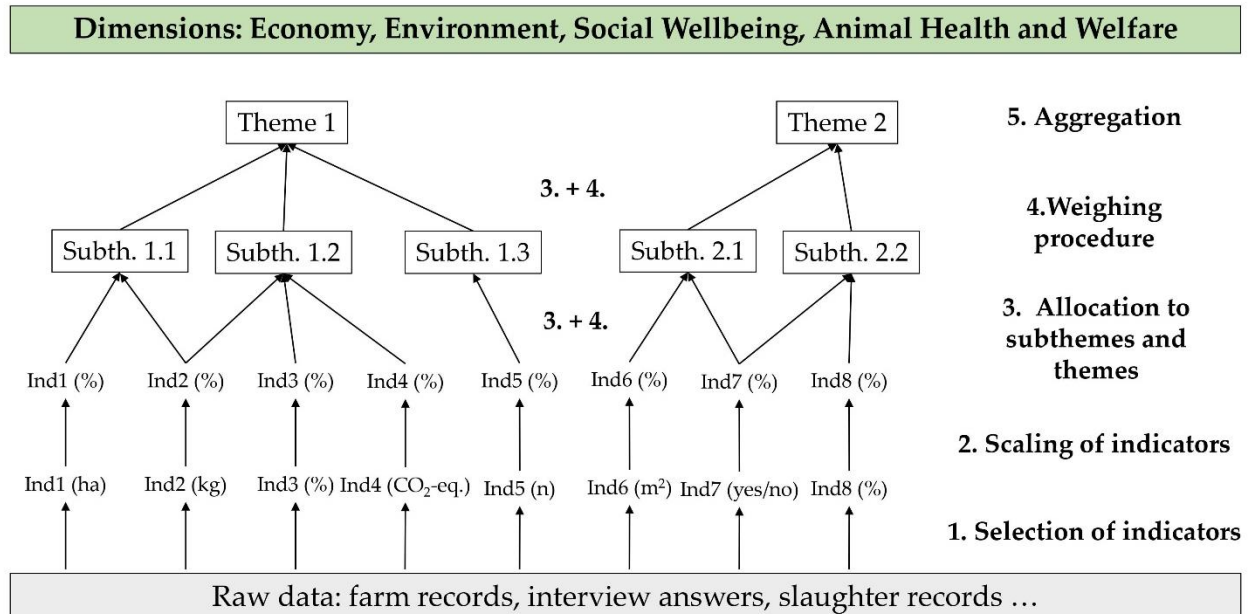 Dimensions: Economy, Environment, Social Wellbeing, Animal Health and Welfare
Theme 1
Theme 2
5. Aggregation
3. + 4.
4.Weighing
procedure
Subth. 1.1
Subth. 1.2
Subth. 1.3
Subth. 2.1
Subth. 2.2
3. + 4.
3. Allocation to
subthemes and
themes
Ind1 (%)
Ind2 (%)
Ind3 (%)
Ind4 (%)
Ind5 (%)
Ind6 (%)
Ind7 (%)
Ind8 (%)
2. Scaling of indicators
Ind1 (ha)
Ind2 (kg)
Ind3 (%)
Ind4 (CO₂-eq.)
Ind5 (n)
Ind6 (m²)
Ind7 (yes/no)
Ind8 (%)
1. Selection of indicators
Raw data: farm records, interview answers, slaughter records …